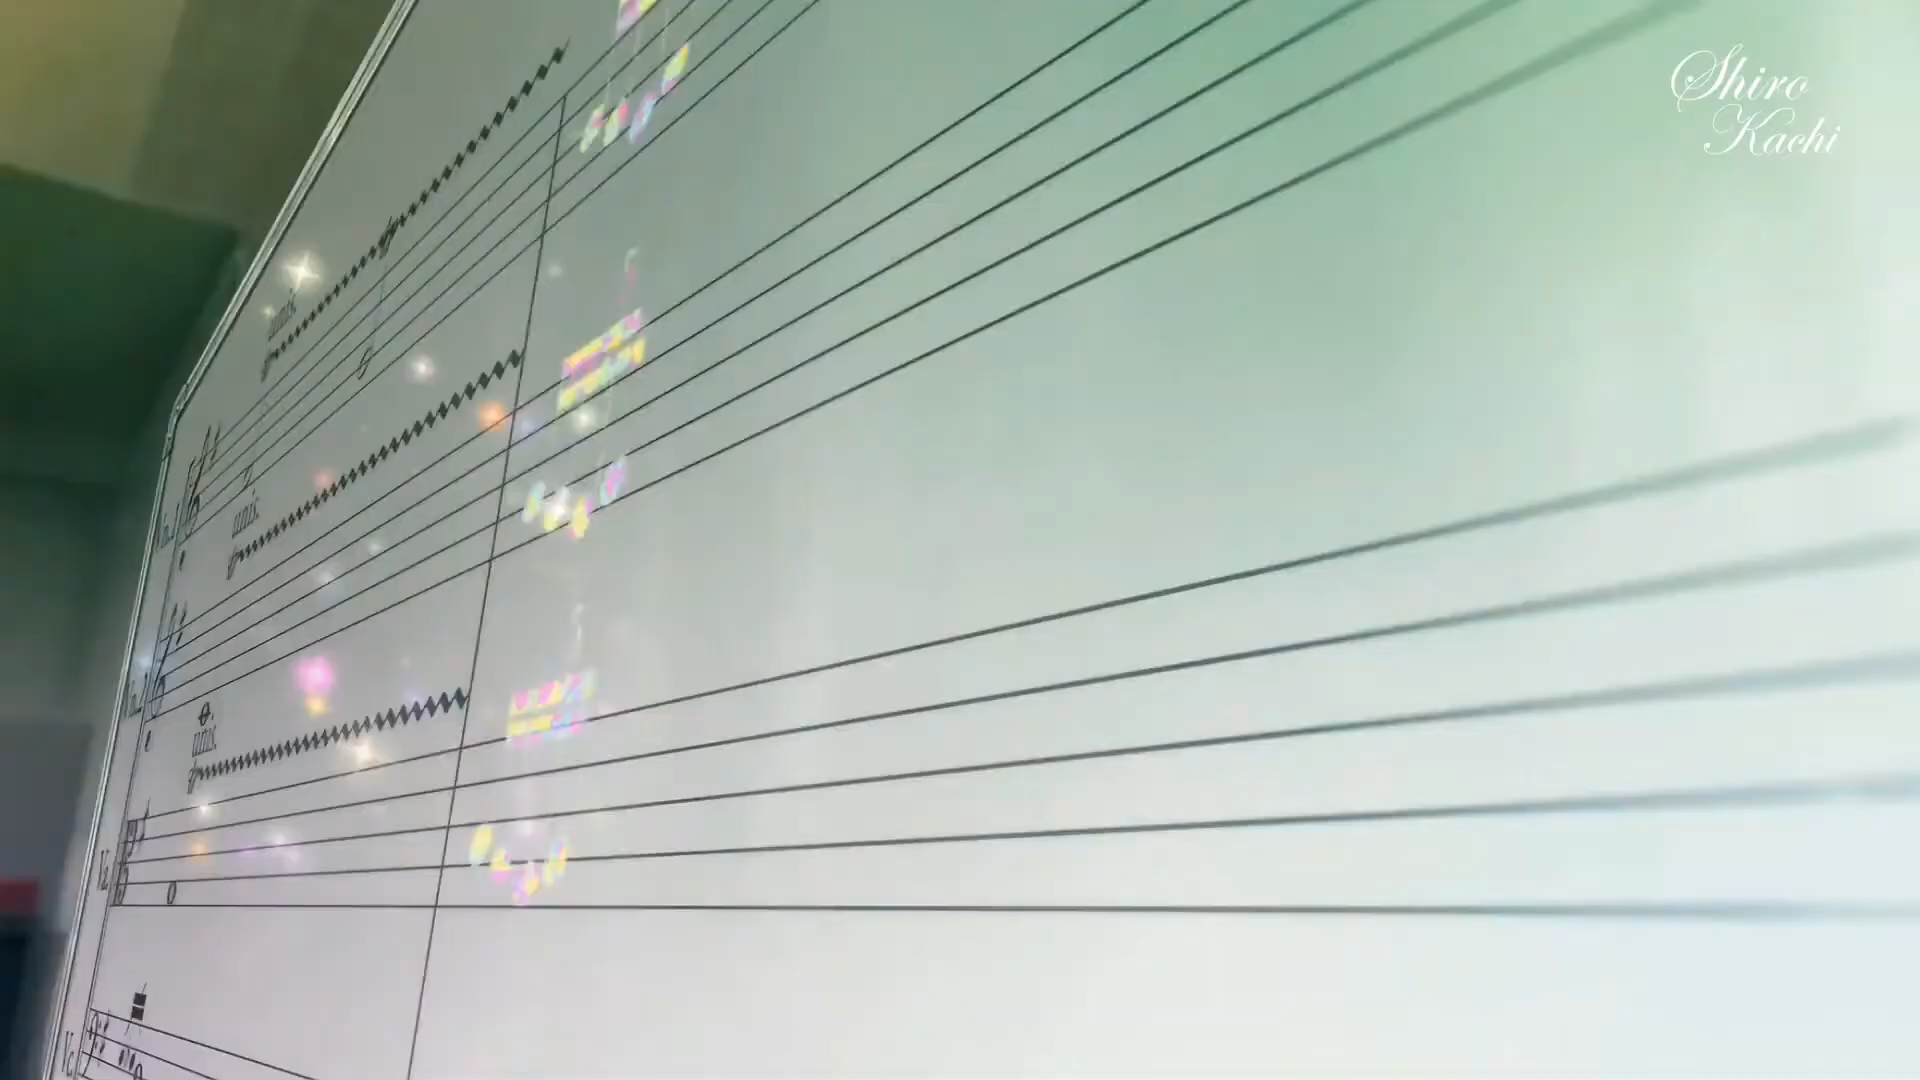 Shiro
Kachi
unis.
Vn.1
unis.
Vn.2
unis.
Va.
Vc.